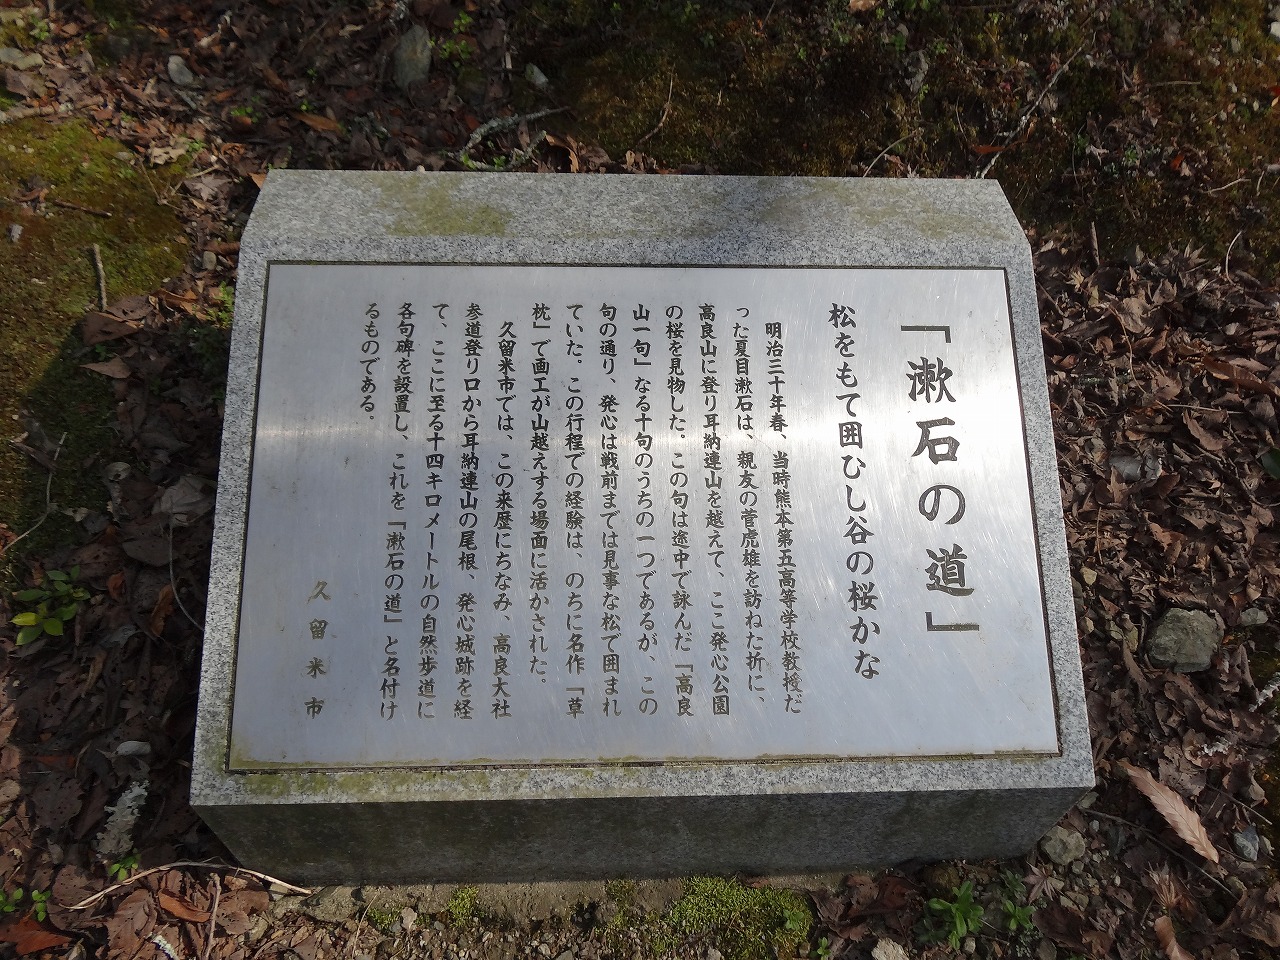 「漱石の道」
松をもて囲ひし谷の桜かな
明治三十年春、当時熊本第五高等学校教授だ
った夏目漱石は、親友の菅虎雄を訪ねた折に、
高良山に登り耳納連山を越えて、ここ発心公園
の桜を見物した。この句は途中で詠んだ「高良
山一句」なる十句のうちの一つであるが、この
句の通り、発心は戦前までは見事な松で囲まれ
ていた。この行程での経験は、のちに名作「草
枕」で画工が山越えする場面に活かされた。
久留米市では、この来歴にちなみ、高良大社
参道登り口から耳納連山の尾根、発心城跡を経
て、ここに至る十四キロメートルの自然歩道に
各句碑を設置し、これを「漱石の道」と名付け
るものである。
久留米市